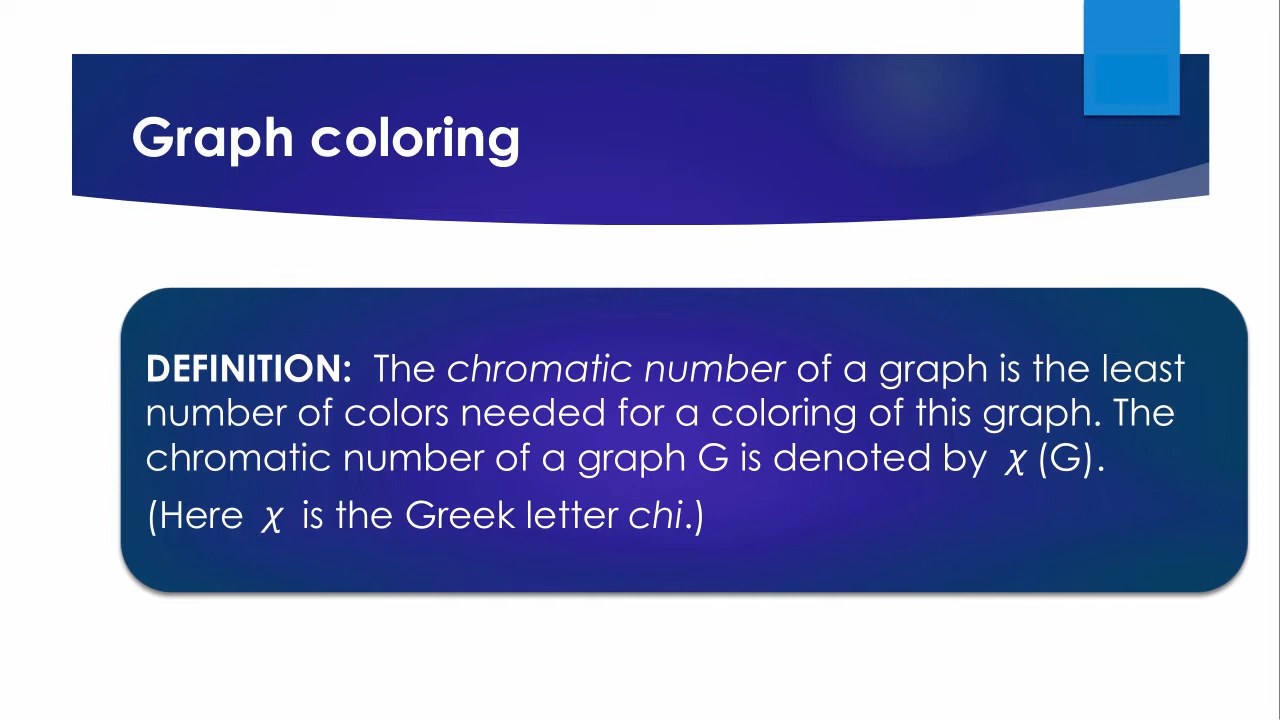 Graph coloring
DEFINITION: The chromatic number of a graph is the least
number of colors needed for a coloring of this graph. The
chromatic number of a graph G is denoted by χ (G).
(Here χ is the Greek letter chi.)